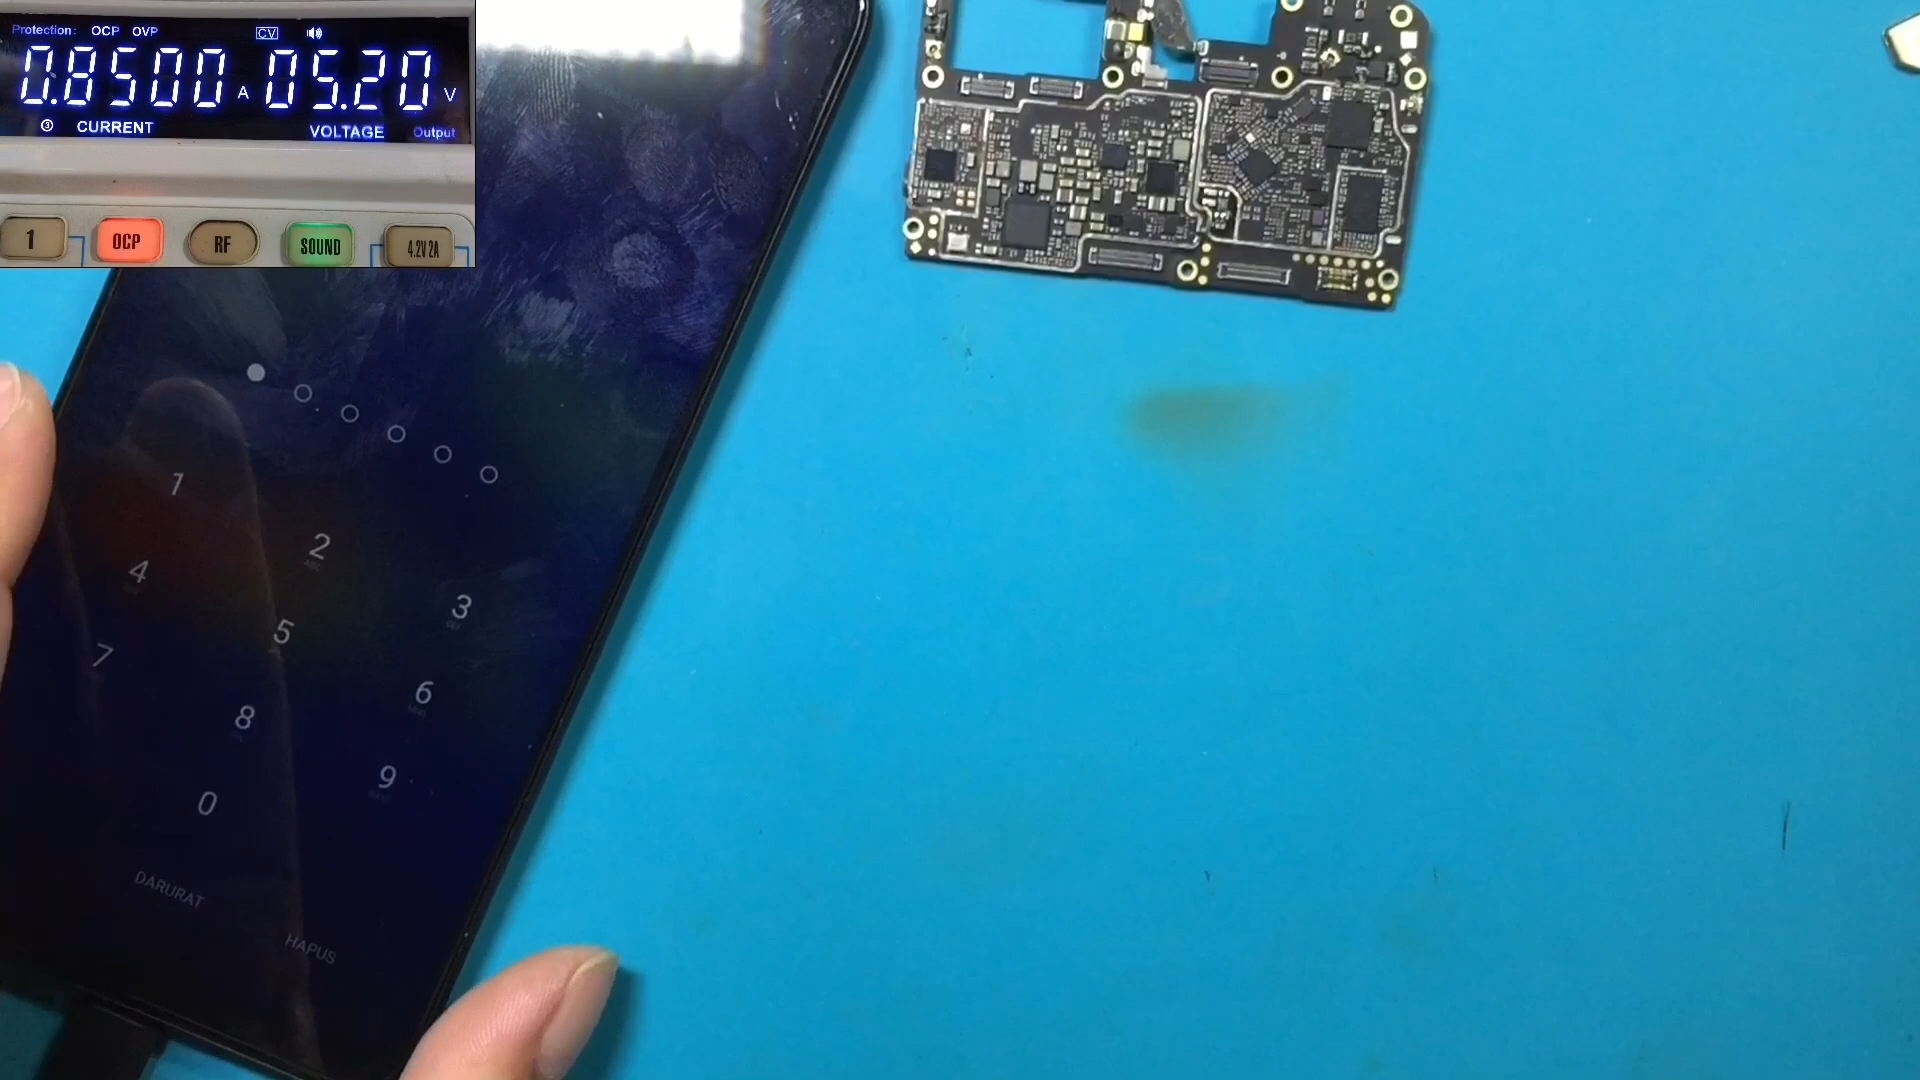 Protection: OCP OVP CV
0.8500 A 05.20 V
CURRENT VOLTAGE Output
1 OCP RF SOUND 4.2V 2A
1
2
3
4
5
6
7
8
9
0
DARURAT
HAPUS